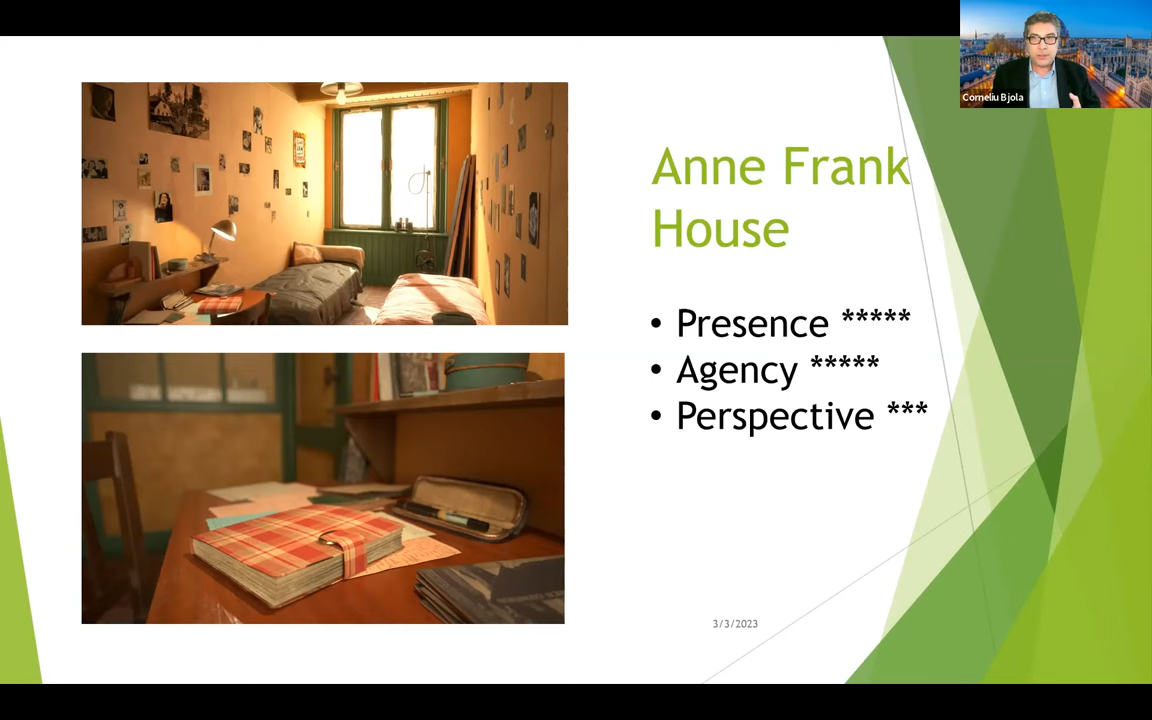 Corneliu Bjola
Anne Frank
House
• Presence *****
• Agency *****
• Perspective ***
3/3/2023